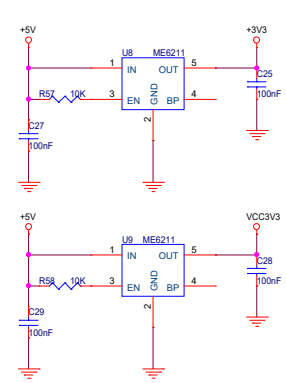 +5V
+3V3
U8 ME6211
1 IN OUT 5
C25
R57 10K 3 EN GND BP 4
100nF
C27
2
100nF
+5V
VCC3V3
U9 ME6211
1 IN OUT 5
C28
R58 10K 3 EN GND BP 4
100nF
C29
2
100nF